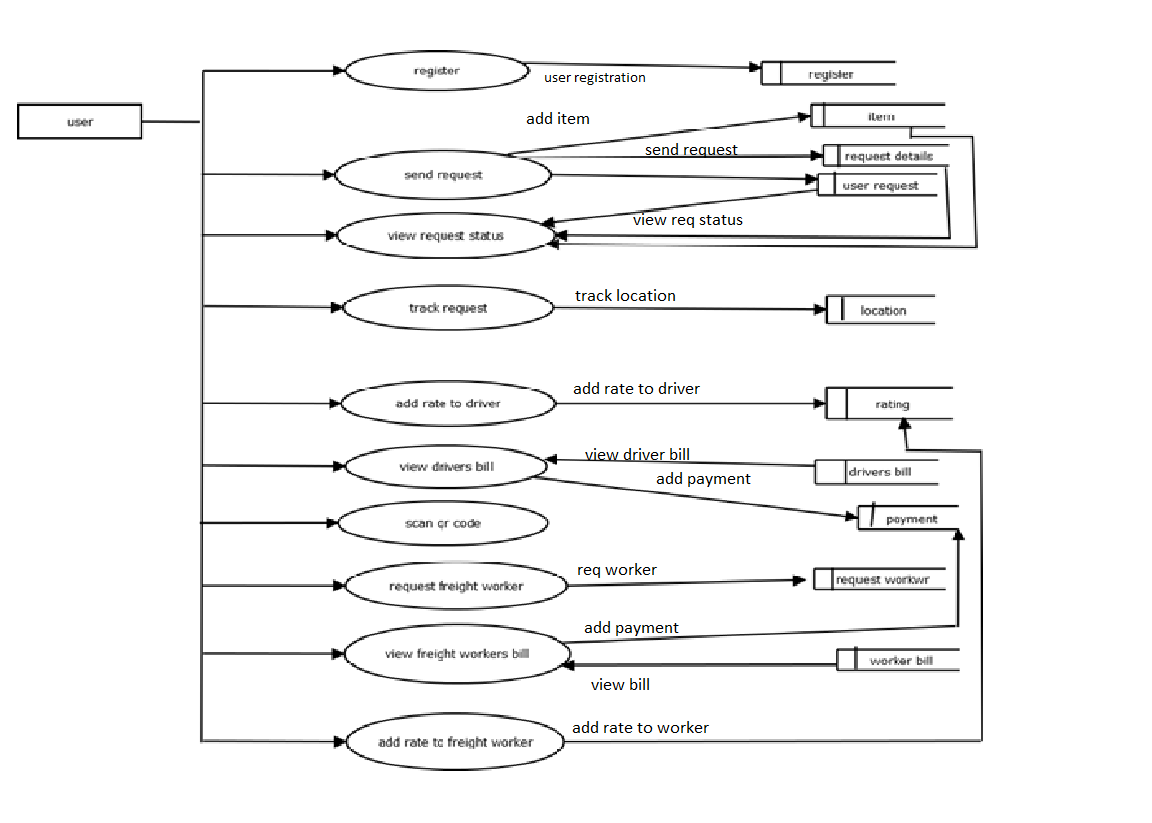 register
user registration
register
user
add item
item
send request
request details
send request
user request
view req status
view request status
track location
track request
location
add rate to driver
add rate to driver
rating
view driver bill
view drivers bill
drivers bill
add payment
scan qr code
payment
req worker
request freight worker
request workwr
add payment
view freight workers bill
worker bill
view bill
add rate to worker
add rate to freight worker